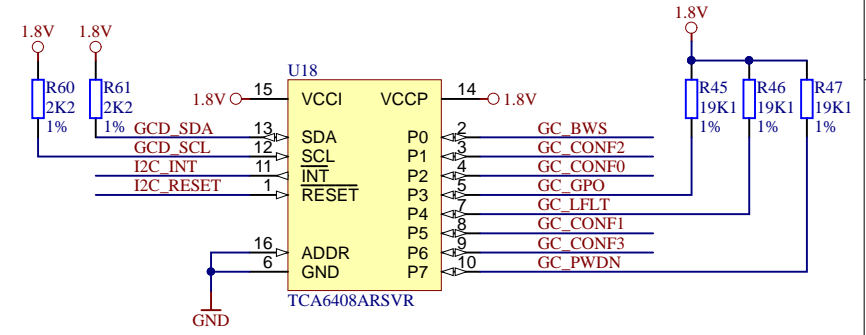 1.8V
1.8V
1.8V
R60
2K2
1%
R61
2K2
1%
U18
1.8V
15
VCCI
VCCP
14
1.8V
R45
19K1
1%
R46
19K1
1%
R47
19K1
1%
GCD_SDA
13
SDA
P0
2
GC_BWS
GCD_SCL
12
SCL
P1
3
GC_CONF2
I2C_INT
11
INT
P2
4
GC_CONF0
I2C_RESET
1
RESET
P3
5
GC_GPO
P4
7
GC_LFLT
P5
8
GC_CONF1
16
ADDR
P6
9
GC_CONF3
6
GND
P7
10
GC_PWDN
TCA6408ARSVR
GND